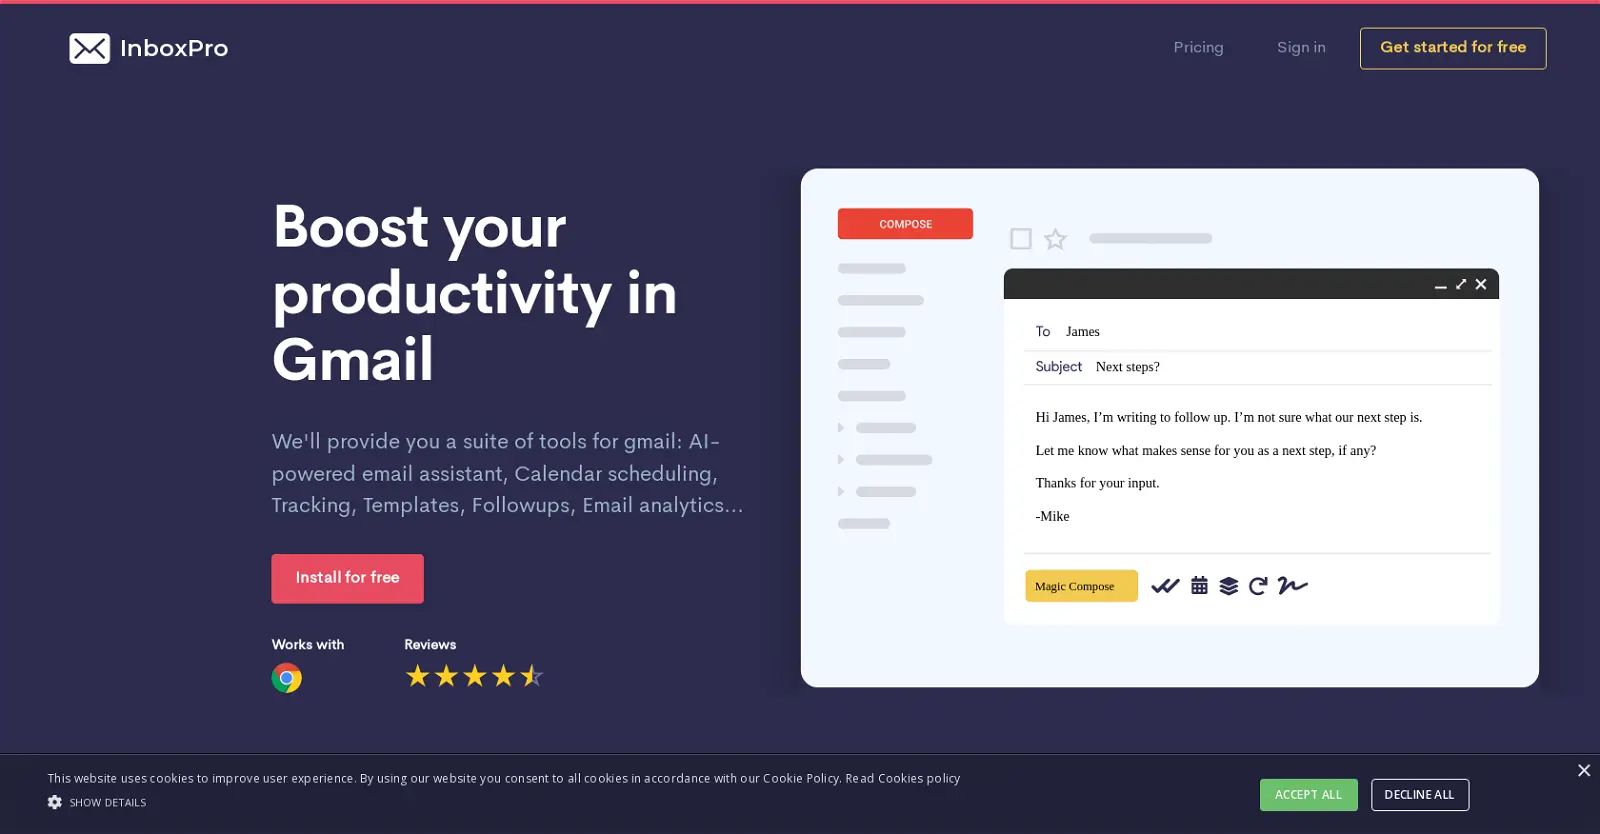 InboxPro
Pricing
Sign in
Get started for free
Boost your
productivity in
Gmail
We'll provide you a suite of tools for gmail: AI-
powered email assistant, Calendar scheduling,
Tracking, Templates, Followups, Email analytics...
Install for free
Works with
Reviews
COMPOSE
To James
Subject Next steps?
Hi James, I’m writing to follow up. I’m not sure what our next step is.
Let me know what makes sense for you as a next step, if any?
Thanks for your input.
-Mike
Magic Compose
This website uses cookies to improve user experience. By using our website you consent to all cookies in accordance with our Cookie Policy. Read Cookies policy
SHOW DETAILS
ACCEPT ALL
DECLINE ALL